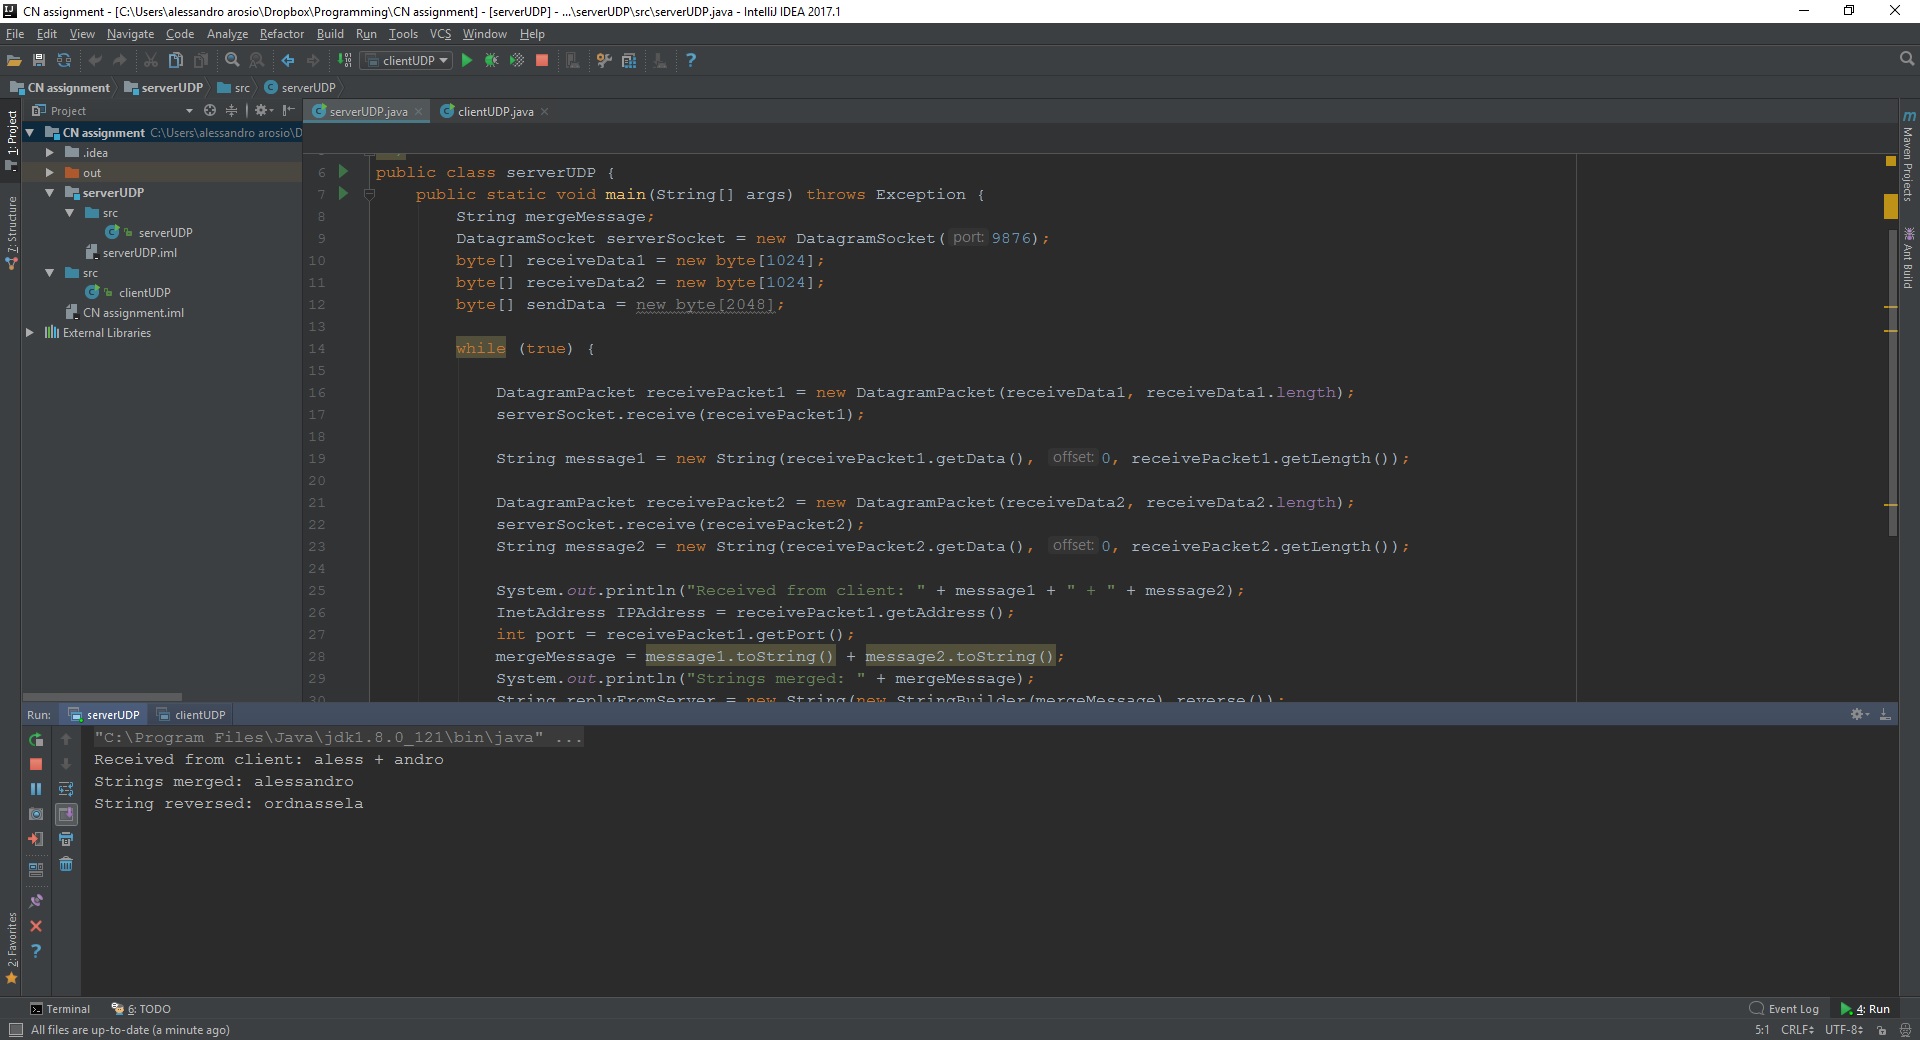 CN assignment - [C:\Users\alessandro arosio\Dropbox\Programming\CN assignment] - [serverUDP] - ...\serverUDP\src\serverUDP.java - IntelliJ IDEA 2017.1
File Edit View Navigate Code Analyze Refactor Build Run Tools VCS Window Help
clientUDP
CN assignment serverUDP src serverUDP
Project
serverUDP.java clientUDP.java
1: Project
7: Structure
2: Favorites
CN assignment C:\Users\alessandro arosio\D
.idea
out
serverUDP
src
serverUDP
serverUDP.iml
src
clientUDP
CN assignment.iml
External Libraries
6 public class serverUDP {
7 public static void main(String[] args) throws Exception {
8 String mergeMessage;
9 DatagramSocket serverSocket = new DatagramSocket( port: 9876);
10 byte[] receiveData1 = new byte[1024];
11 byte[] receiveData2 = new byte[1024];
12 byte[] sendData = new byte[2048];
13
14 while (true) {
15
16 DatagramPacket receivePacket1 = new DatagramPacket(receiveData1, receiveData1.length);
17 serverSocket.receive(receivePacket1);
18
19 String message1 = new String(receivePacket1.getData(), offset: 0, receivePacket1.getLength());
20
21 DatagramPacket receivePacket2 = new DatagramPacket(receiveData2, receiveData2.length);
22 serverSocket.receive(receivePacket2);
23 String message2 = new String(receivePacket2.getData(), offset: 0, receivePacket2.getLength());
24
25 System.out.println("Received from client: " + message1 + " + " + message2);
26 InetAddress IPAddress = receivePacket1.getAddress();
27 int port = receivePacket1.getPort();
28 mergeMessage = message1.toString() + message2.toString();
29 System.out.println("Strings merged: " + mergeMessage);
30 String replyFromServer = new String(new StringBuilder(mergeMessage).reverse());
Maven Projects
Ant Build
Run: serverUDP clientUDP
"C:\Program Files\Java\jdk1.8.0_121\bin\java" ...
Received from client: aless + andro
Strings merged: alessandro
String reversed: ordnassela
Terminal 6: TODO Event Log 4: Run
All files are up-to-date (a minute ago) 5:1 CRLF UTF-8